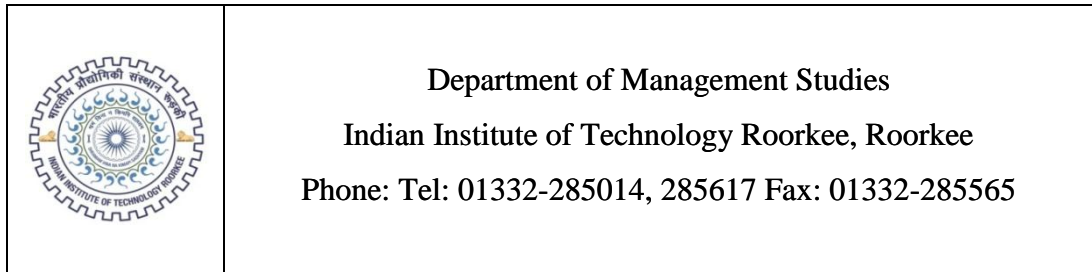 भारतीय प्रौद्योगिकी संस्थान रुड़की
INDIAN INSTITUTE OF TECHNOLOGY ROORKEE
Department of Management Studies
Indian Institute of Technology Roorkee, Roorkee
Phone: Tel: 01332-285014, 285617 Fax: 01332-285565